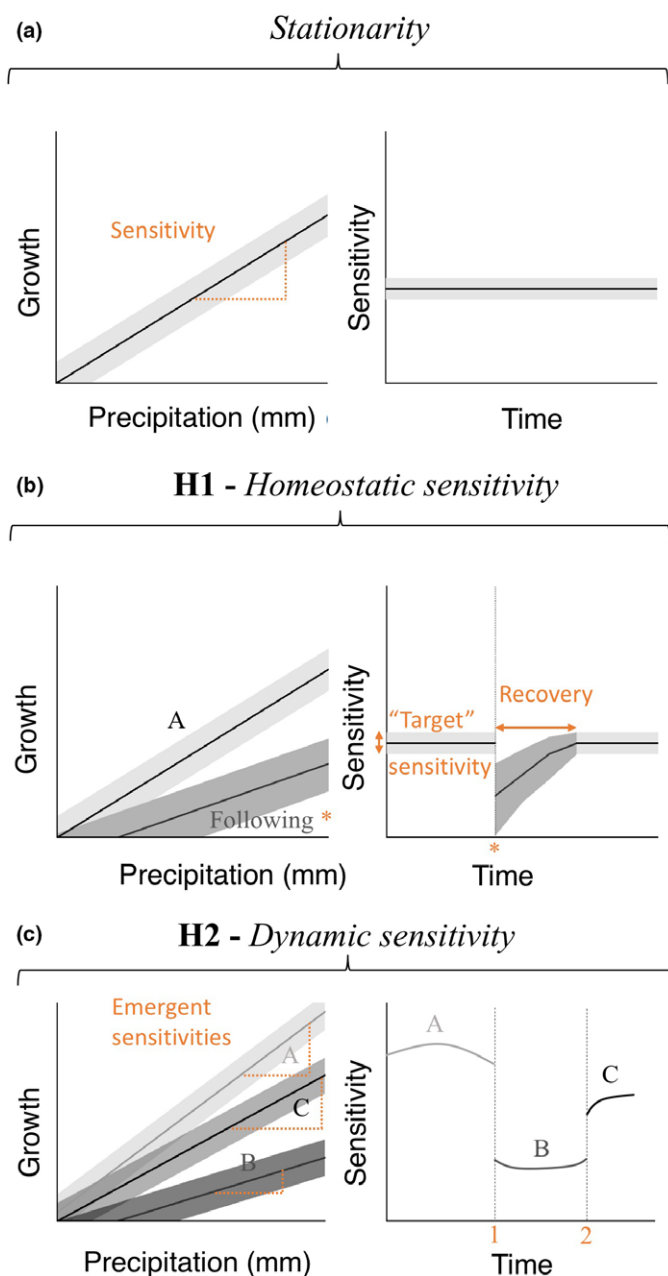 (a)
Stationarity
Growth
Sensitivity
Precipitation (mm)
Sensitivity
Time
(b)
H1 - Homeostatic sensitivity
Growth
A
Following *
Precipitation (mm)
Sensitivity
"Target"
sensitivity
Recovery
*
Time
(c)
H2 - Dynamic sensitivity
Growth
Emergent
sensitivities
A
C
B
Precipitation (mm)
Sensitivity
A
B
C
1
2
Time